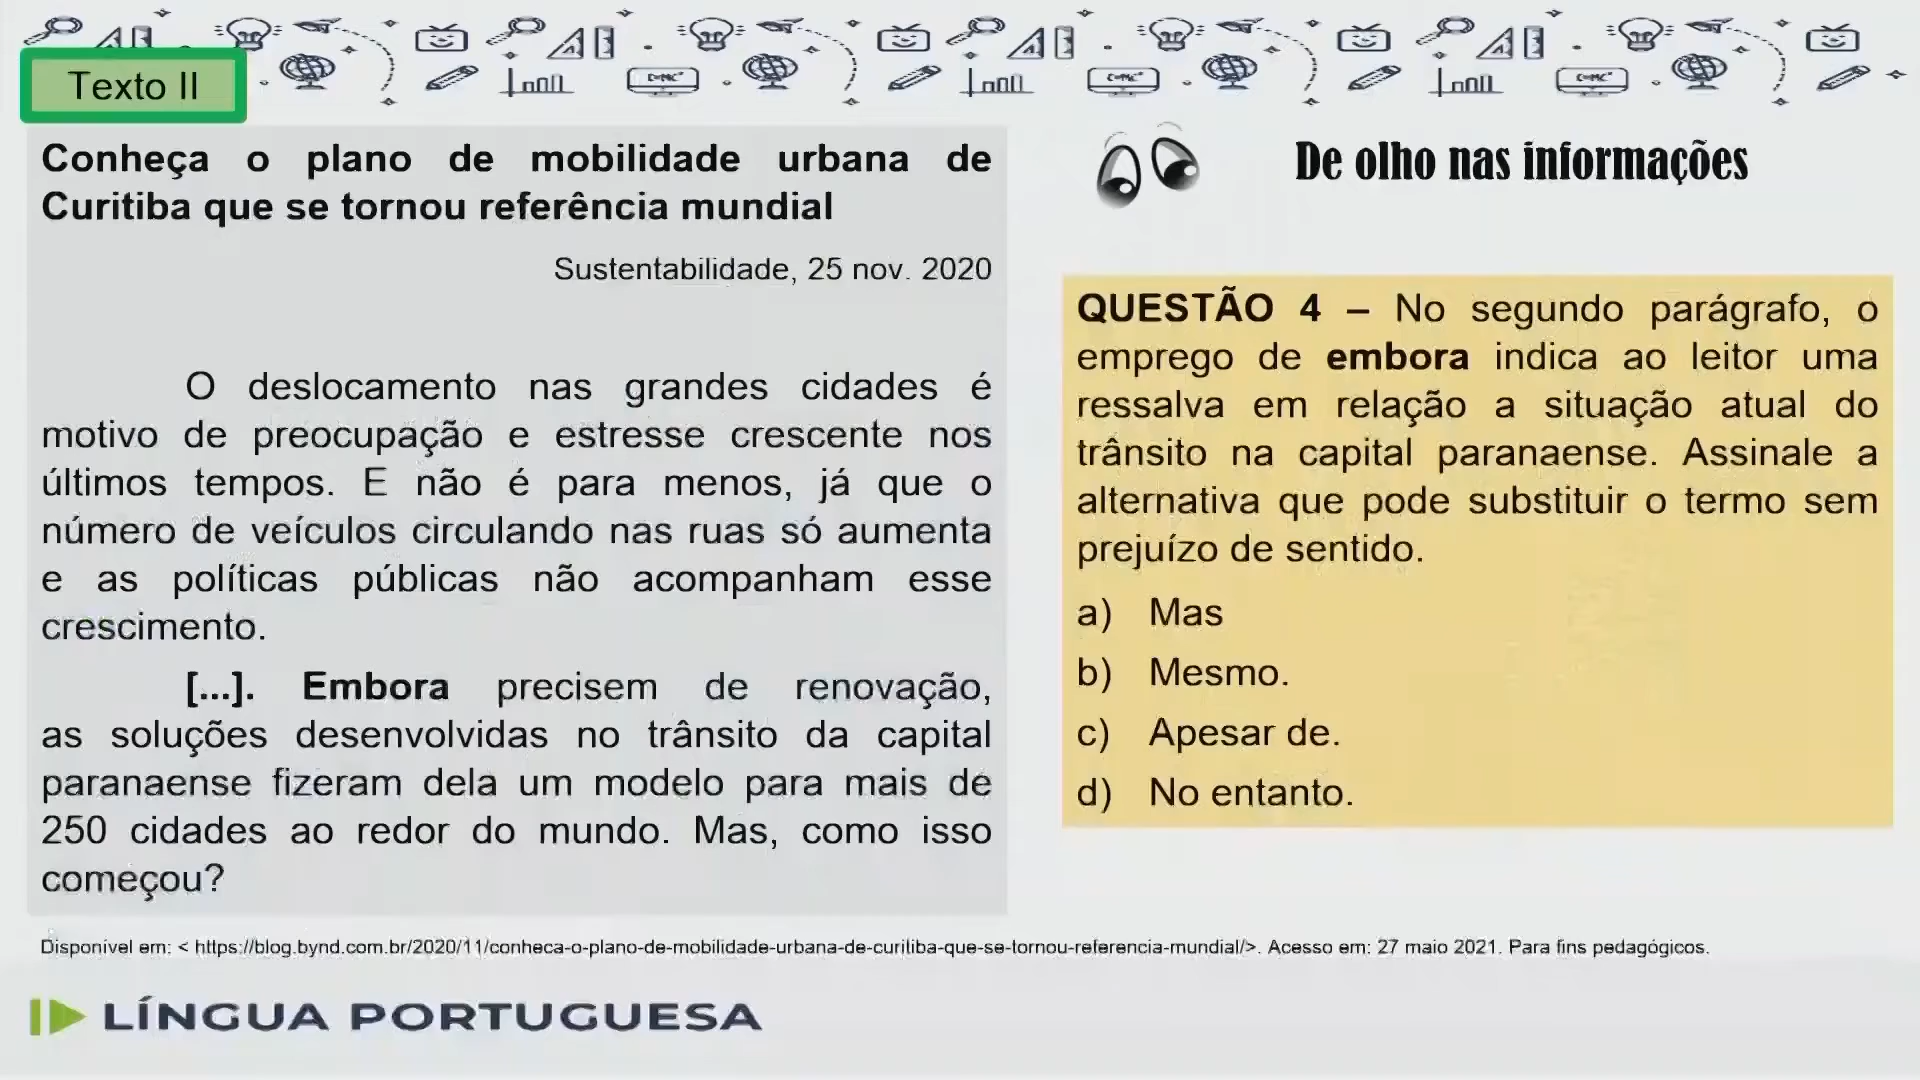 Texto II
Conheça o plano de mobilidade urbana de
Curitiba que se tornou referência mundial
Sustentabilidade, 25 nov. 2020
O deslocamento nas grandes cidades é
motivo de preocupação e estresse crescente nos
últimos tempos. E não é para menos, já que o
número de veículos circulando nas ruas só aumenta
e as políticas públicas não acompanham esse
crescimento.
[...]. Embora precisem de renovação,
as soluções desenvolvidas no trânsito da capital
paranaense fizeram dela um modelo para mais de
250 cidades ao redor do mundo. Mas, como isso
começou?
De olho nas informações
QUESTÃO 4 – No segundo parágrafo, o
emprego de embora indica ao leitor uma
ressalva em relação a situação atual do
trânsito na capital paranaense. Assinale a
alternativa que pode substituir o termo sem
prejuízo de sentido.
a) Mas
b) Mesmo.
c) Apesar de.
d) No entanto.
Disponível em: < https://blog.bynd.com.br/2020/11/conheca-o-plano-de-mobilidade-urbana-de-curitiba-que-se-tornou-referencia-mundial/>. Acesso em: 27 maio 2021. Para fins pedagógicos.
LÍNGUA PORTUGUESA